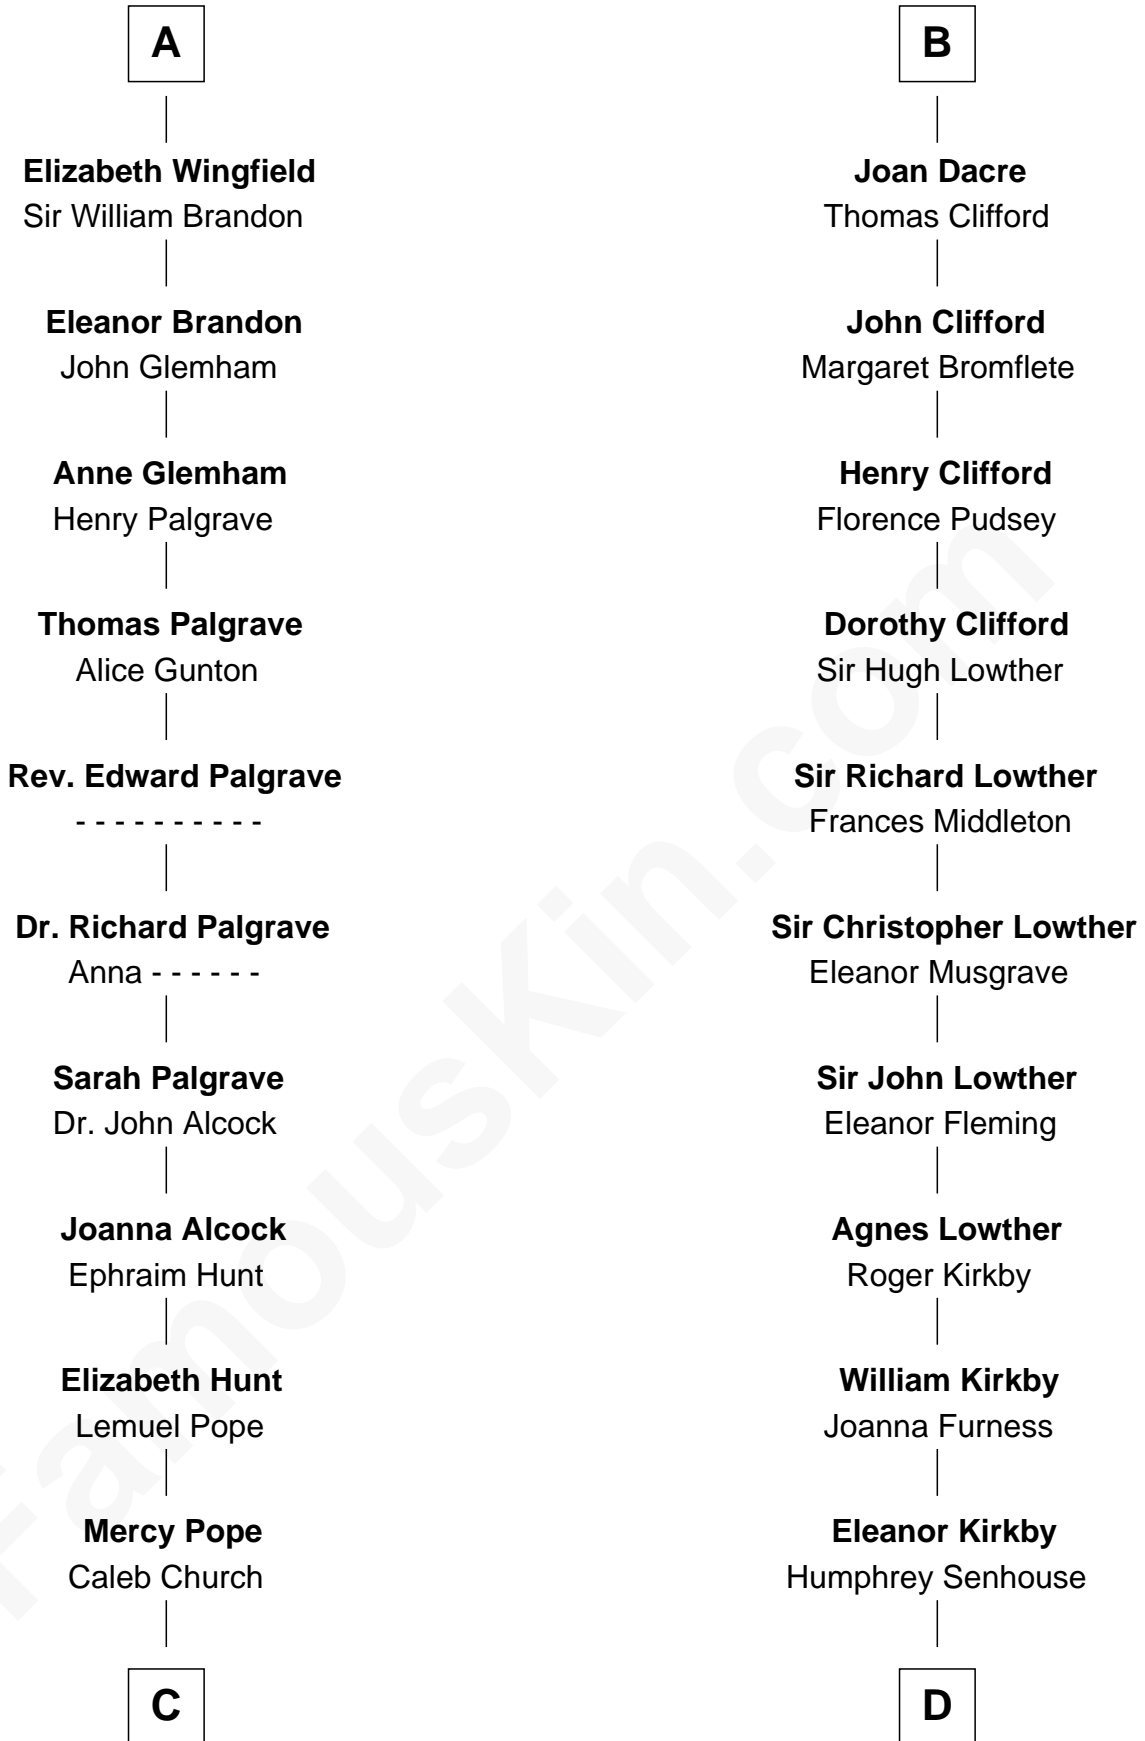 A
Elizabeth Wingfield
Sir William Brandon
Eleanor Brandon
John Glemham
Anne Glemham
Henry Palgrave
Thomas Palgrave
Alice Gunton
Rev. Edward Palgrave
- - - - - - - - - -
Dr. Richard Palgrave
Anna - - - - - -
Sarah Palgrave
Dr. John Alcock
Joanna Alcock
Ephraim Hunt
Elizabeth Hunt
Lemuel Pope
Mercy Pope
Caleb Church
C
B
Joan Dacre
Thomas Clifford
John Clifford
Margaret Bromflete
Henry Clifford
Florence Pudsey
Dorothy Clifford
Sir Hugh Lowther
Sir Richard Lowther
Frances Middleton
Sir Christopher Lowther
Eleanor Musgrave
Sir John Lowther
Eleanor Fleming
Agnes Lowther
Roger Kirkby
William Kirkby
Joanna Furness
Eleanor Kirkby
Humphrey Senhouse
D
FamousKin.com